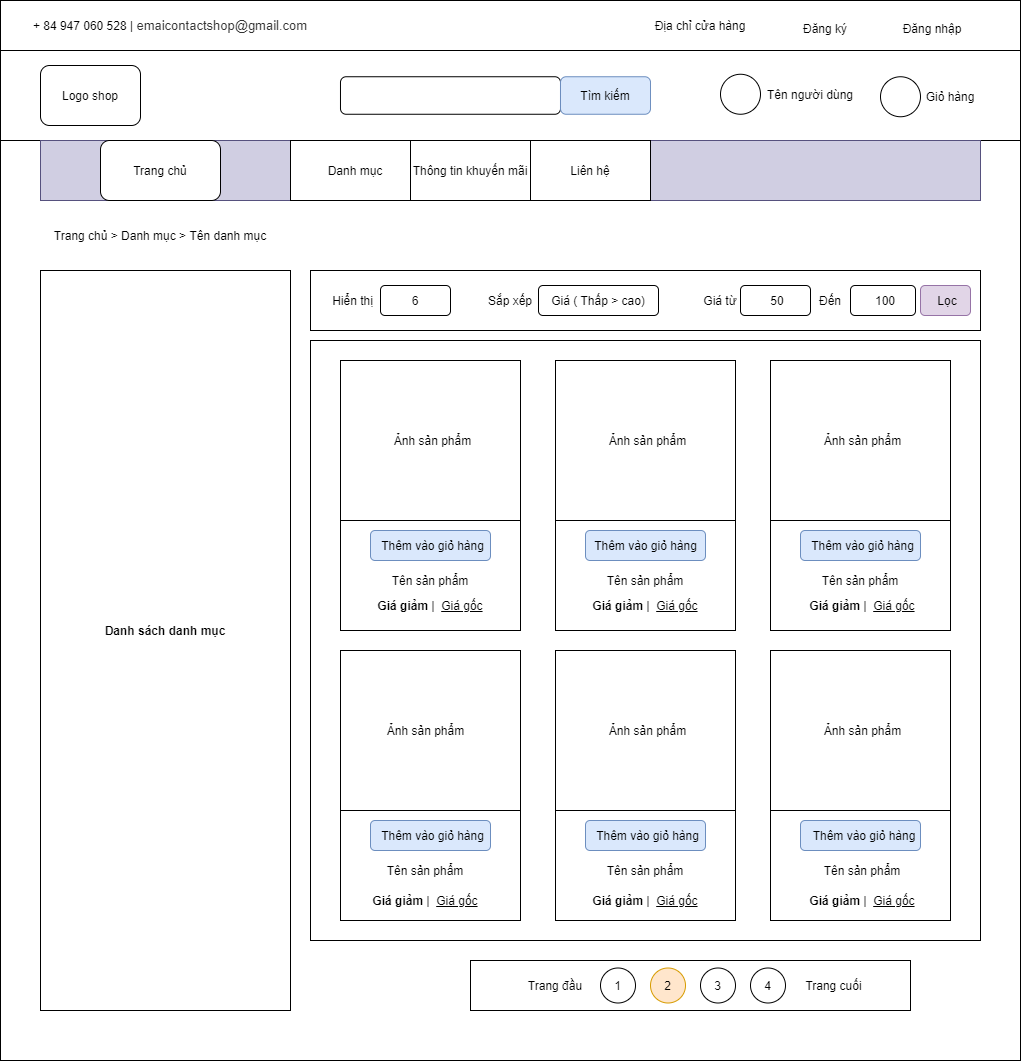 + 84 947 060 528 | emaicontactshop@gmail.com
Địa chỉ cửa hàng
Đăng ký
Đăng nhập
Logo shop
Tìm kiếm
Tên người dùng
Giỏ hàng
Trang chủ
Danh mục
Thông tin khuyến mãi
Liên hệ
Trang chủ > Danh mục > Tên danh mục
Danh sách danh mục
Hiển thị
6
Sắp xếp
Giá ( Thấp > cao)
Giá từ
50
Đến
100
Lọc
Ảnh sản phẩm
Thêm vào giỏ hàng
Tên sản phẩm
Giá giảm | Giá gốc
Ảnh sản phẩm
Thêm vào giỏ hàng
Tên sản phẩm
Giá giảm | Giá gốc
Ảnh sản phẩm
Thêm vào giỏ hàng
Tên sản phẩm
Giá giảm | Giá gốc
Ảnh sản phẩm
Thêm vào giỏ hàng
Tên sản phẩm
Giá giảm | Giá gốc
Ảnh sản phẩm
Thêm vào giỏ hàng
Tên sản phẩm
Giá giảm | Giá gốc
Ảnh sản phẩm
Thêm vào giỏ hàng
Tên sản phẩm
Giá giảm | Giá gốc
Trang đầu
1
2
3
4
Trang cuối